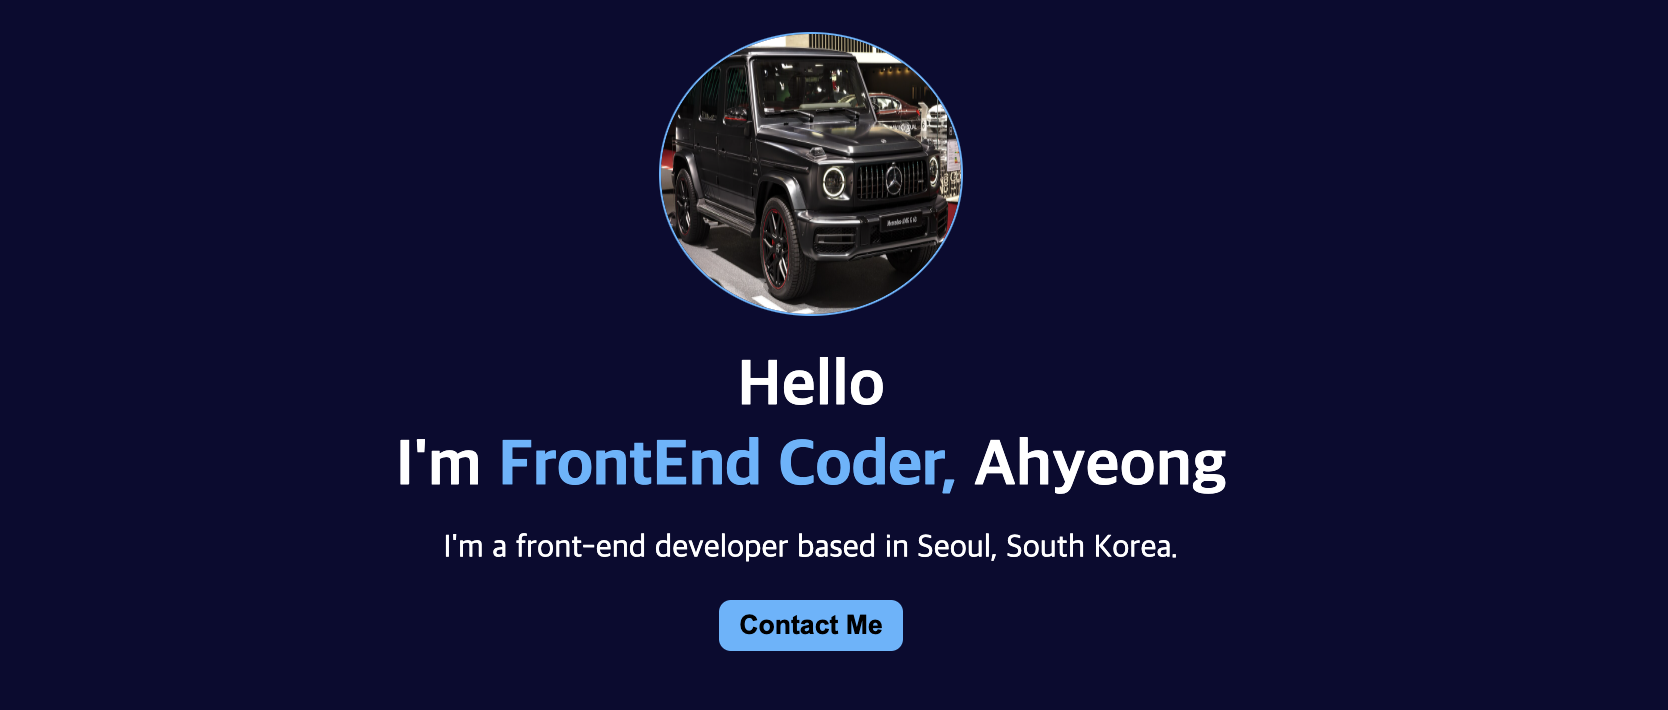 Hello
I'm FrontEnd Coder, Ahyeong
I'm a front-end developer based in Seoul, South Korea.
Contact Me